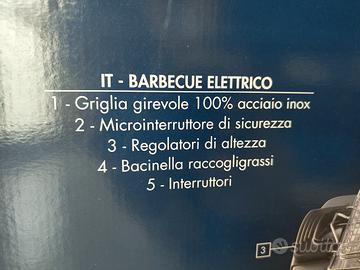 IT - BARBECUE ELETTRICO
1 - Griglia girevole 100% acciaio inox
2 - Microinterruttore di sicurezza
3 - Regolatori di altezza
4 - Bacinella raccogligrassi
5 - Interruttori
3
subito